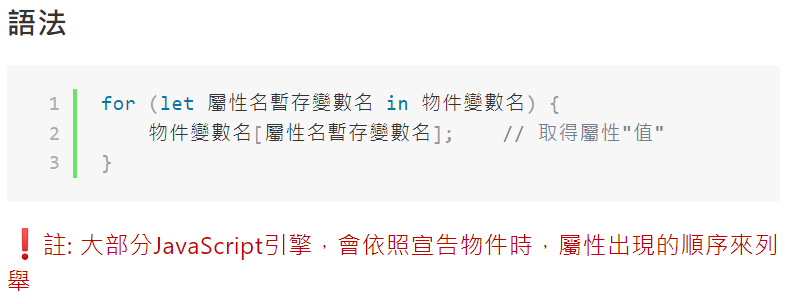 語法
1 for (let 屬性名暫存變數名 in 物件變數名) {
2 物件變數名[屬性名暫存變數名]; // 取得屬性"值"
3 }
❗註: 大部分JavaScript引擎，會依照宣告物件時，屬性出現的順序來列
舉